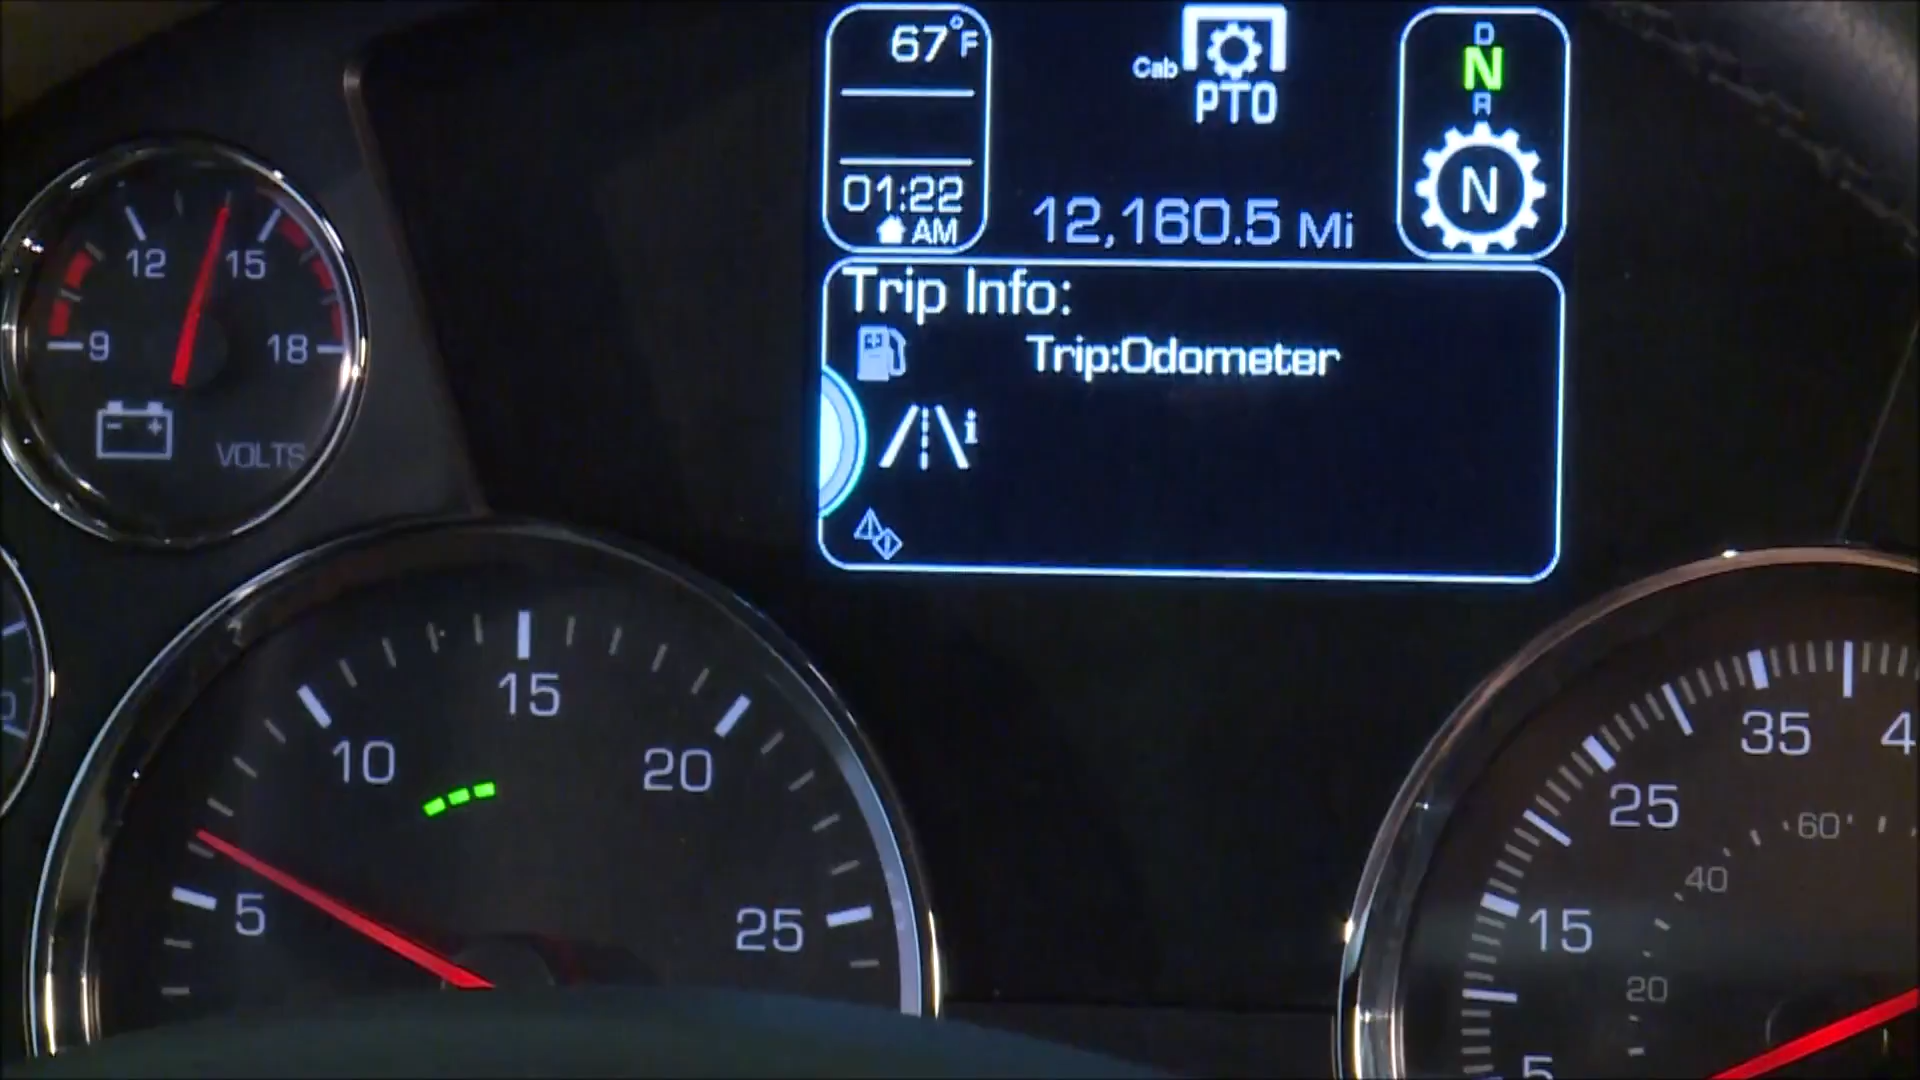 67°F
01:22
AM
Cab
PTO
12,160.5 Mi
D
N
R
N
Trip Info:
Trip:Odometer
i
12
15
9
18
- +
VOLTS
5
10
15
20
25
5
15
25
35
20
40
60